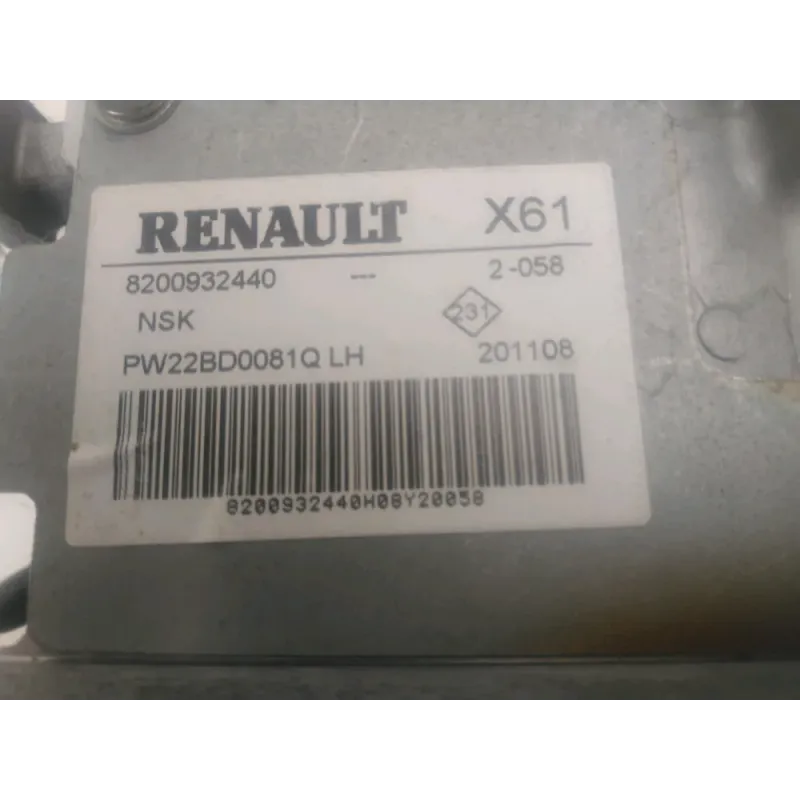 RENAULT X61
8200932440 --- 2-058
NSK 231
PW22BD0081Q LH 201108
8200932440H08Y20058